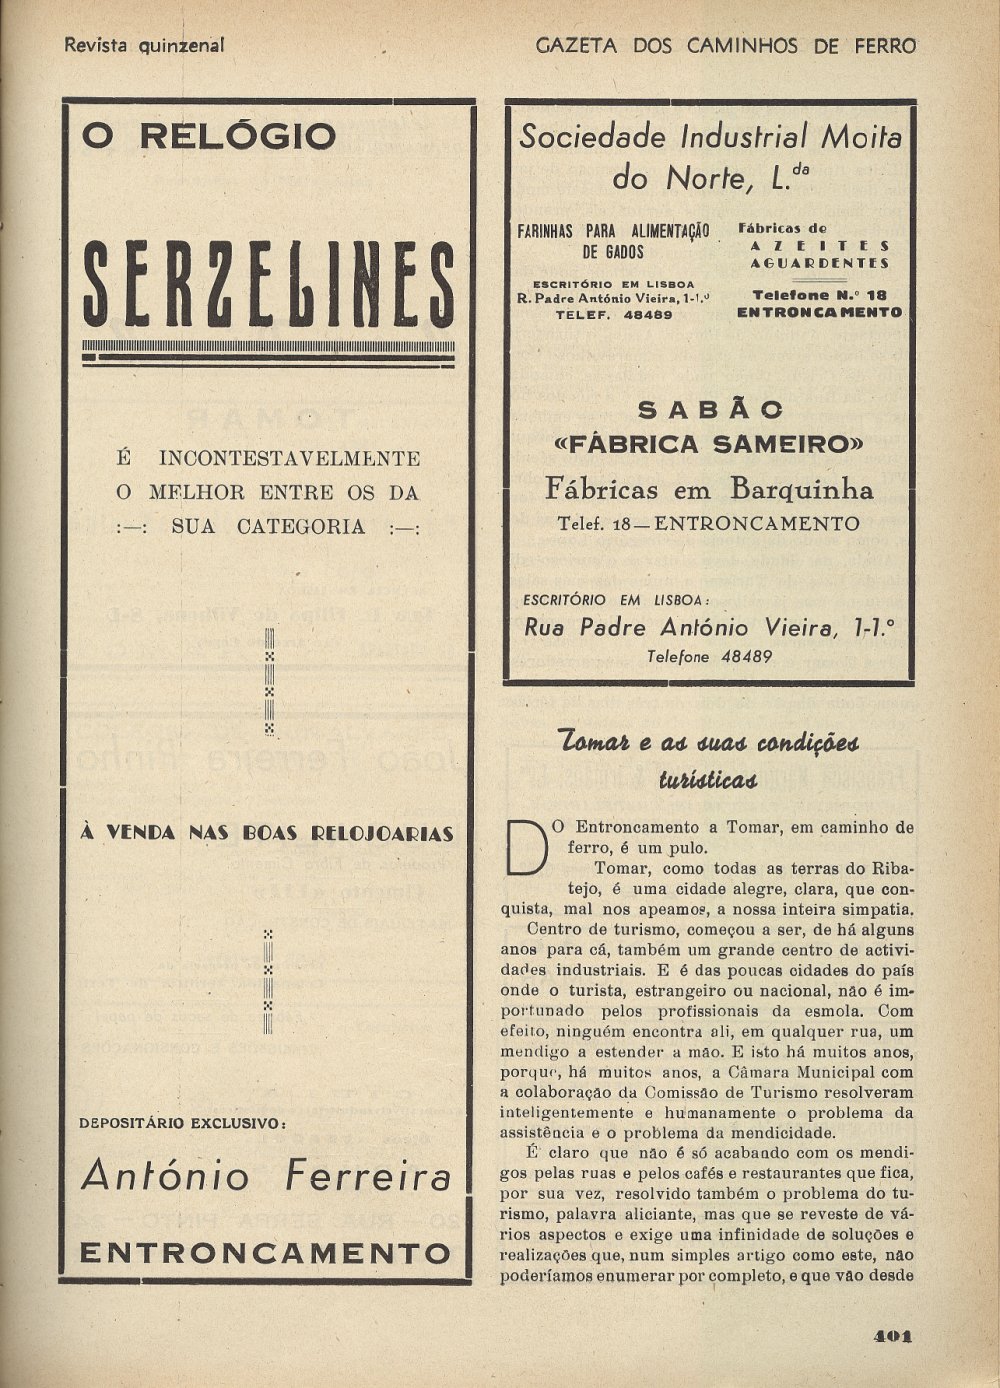 Revista quinzenal
GAZETA DOS CAMINHOS DE FERRO
O RELÓGIO
SERZELINES
É INCONTESTAVELMENTE
O MELHOR ENTRE OS DA
:—: SUA CATEGORIA :—:
À VENDA NAS BOAS RELOJOARIAS
DEPOSITÁRIO EXCLUSIVO:
António Ferreira
ENTRONCAMENTO
Sociedade Industrial Moita
do Norte, L.da
FARINHAS PARA ALIMENTAÇÃO
DE GADOS
ESCRITÓRIO EM LISBOA
R. Padre António Vieira, 1-1.º
TELEF. 48489
Fábricas de
AZEITES
AGUARDENTES
Telefone N.º 18
ENTRONCAMENTO
SABÃO
«FÁBRICA SAMEIRO»
Fábricas em Barquinha
Telef. 18—ENTRONCAMENTO
ESCRITÓRIO EM LISBOA:
Rua Padre António Vieira, 1-1.º
Telefone 48489
Tomar e as suas condições
turísticas
DO Entroncamento a Tomar, em caminho de
ferro, é um pulo.
Tomar, como todas as terras do Riba-
tejo, é uma cidade alegre, clara, que con-
quista, mal nos apeamos, a nossa inteira simpatia.
Centro de turismo, começou a ser, de há alguns
anos para cá, também um grande centro de activi-
dades industriais. E é das poucas cidades do país
onde o turista, estrangeiro ou nacional, não é im-
portunado pelos profissionais da esmola. Com
efeito, ninguém encontra ali, em qualquer rua, um
mendigo a estender a mão. E isto há muitos anos,
porque, há muitos anos, a Câmara Municipal com
a colaboração da Comissão de Turismo resolveram
inteligentemente e humanamente o problema da
assistência e o problema da mendicidade.
É claro que não é só acabando com os mendi-
gos pelas ruas e pelos cafés e restaurantes que fica,
por sua vez, resolvido também o problema do tu-
rismo, palavra aliciante, mas que se reveste de vá-
rios aspectos e exige uma infinidade de soluções e
realizações que, num simples artigo como este, não
poderíamos enumerar por completo, e que vão desde
401